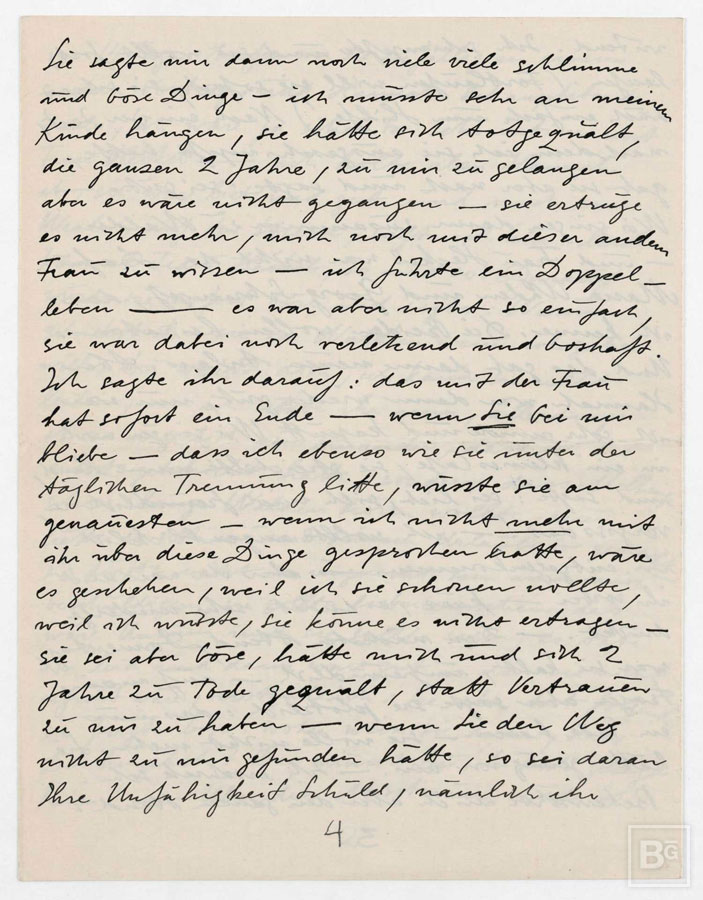 Sie sagte mir dann noch viele viele schlimme
und böse Dinge – ich müsste sehr an meinem
Kinde hängen, sie hätte sich totgequält,
die ganzen 2 Jahre, zu mir zu gelangen
aber es wäre nicht gegangen – sie ertrüge
es nicht mehr, mich noch mit dieser andern
Frau zu wissen – ich führte ein Doppel–
leben –– es war aber nicht so einfach,
sie war dabei noch verletzend und boshaft.
Ich sagte ihr darauf: das mit der Frau
hat sofort ein Ende – wenn Sie bei mir
bliebe – dass ich ebenso wie sie unter der
täglichen Trennung litte, wüsste sie am
genauesten – wenn ich nicht mehr mit
ihr über diese Dinge gesprochen hätte, wäre
es geschehen, weil ich sie schonen wollte,
weil ich wüsste, sie könne es nicht ertragen –
sie sei aber böse, hätte mich und sich 2
Jahre zu Tode gequält, statt Vertrauen
zu mir zu haben – wenn Sie den Weg
nicht zu mir gefunden hätte, so sei daran
Ihre Unfähigkeit Schuld, nämlich ihr
4
BG